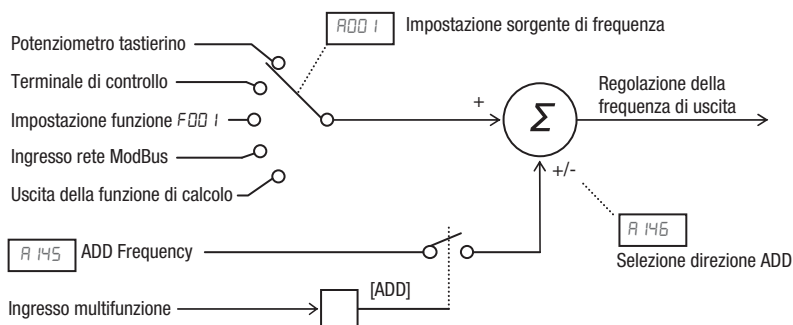 A001 Impostazione sorgente di frequenza
Potenziometro tastierino
Terminale di controllo
Impostazione funzione F001
Ingresso rete ModBus
Uscita della funzione di calcolo
+
Σ
Regolazione della
frequenza di uscita
+/-
A145 ADD Frequency
A146
Selezione direzione ADD
Ingresso multifunzione
[ADD]